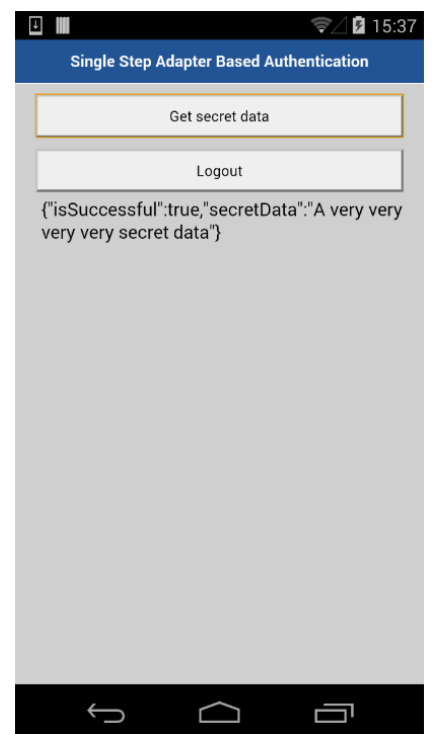 15:37
Single Step Adapter Based Authentication
Get secret data
Logout
{"isSuccessful":true,"secretData":"A very very
very very secret data"}